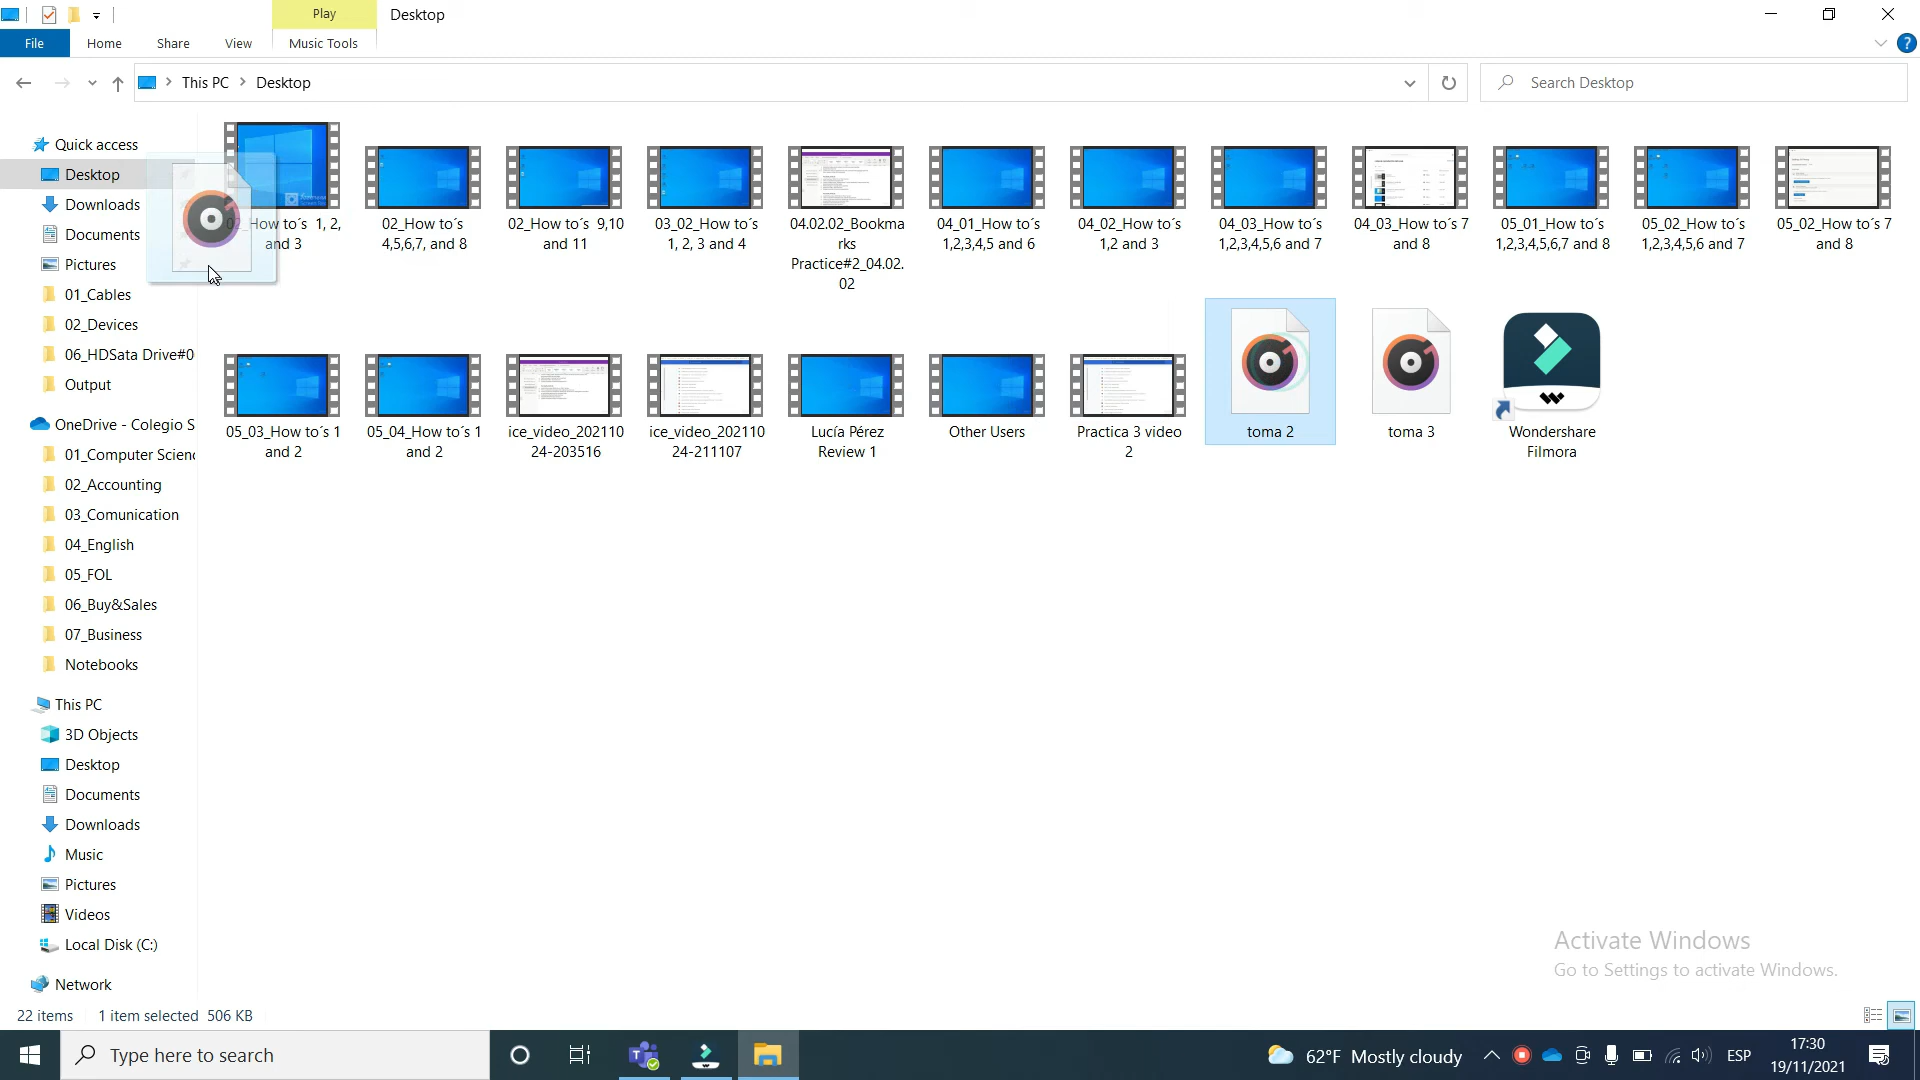 Play
Desktop
File
Home
Share
View
Music Tools
This PC
Desktop
Search Desktop
Quick access
Desktop
Downloads
Documents
Pictures
01_Cables
02_Devices
06_HDSata Drive#0
Output
OneDrive - Colegio S
01_Computer Scienc
02_Accounting
03_Comunication
04_English
05_FOL
06_Buy&Sales
07_Business
Notebooks
This PC
3D Objects
Desktop
Documents
Downloads
Music
Pictures
Videos
Local Disk (C:)
Network
How to´s 1, 2,
and 3
02_How to´s
4,5,6,7, and 8
02_How to´s 9,10
and 11
03_02_How to´s
1, 2, 3 and 4
04.02.02_Bookma
rks
Practice#2_04.02.
02
04_01_How to´s
1,2,3,4,5 and 6
04_02_How to´s
1,2 and 3
04_03_How to´s
1,2,3,4,5,6 and 7
04_03_How to´s 7
and 8
05_01_How to´s
1,2,3,4,5,6,7 and 8
05_02_How to´s
1,2,3,4,5,6 and 7
05_02_How to´s 7
and 8
05_03_How to´s 1
and 2
05_04_How to´s 1
and 2
ice_video_202110
24-203516
ice_video_202110
24-211107
Lucía Pérez
Review 1
Other Users
Practica 3 video
2
toma 2
toma 3
Wondershare
Filmora
Activate Windows
Go to Settings to activate Windows.
22 items
1 item selected 506 KB
Type here to search
62°F Mostly cloudy
ESP
17:30
19/11/2021